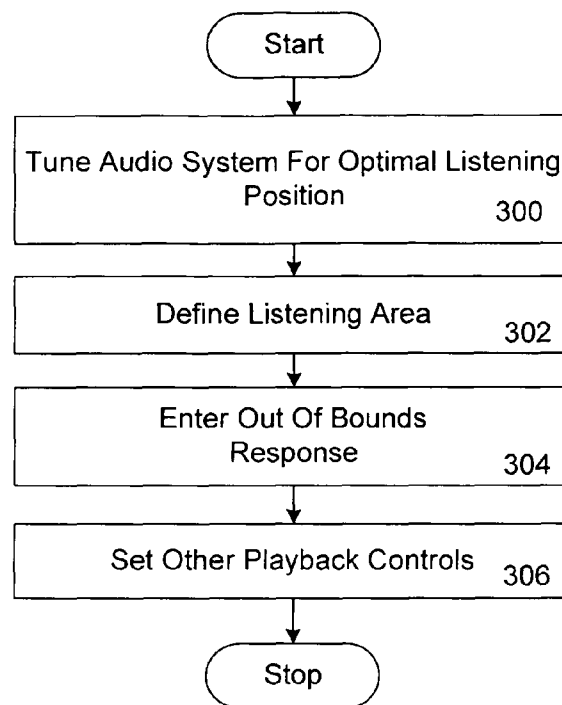 Start
Tune Audio System For Optimal Listening
Position
300
Define Listening Area
302
Enter Out Of Bounds
Response
304
Set Other Playback Controls
306
Stop